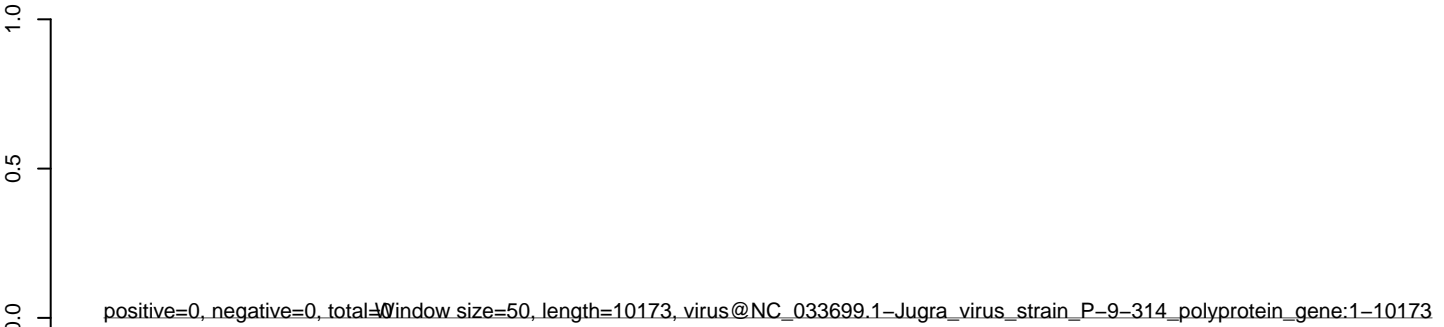 1.0
0.5
0.0
positive=0, negative=0, total=0
Window size=50, length=10173, virus@NC_033699.1−Jugra_virus_strain_P−9−314_polyprotein_gene:1−10173